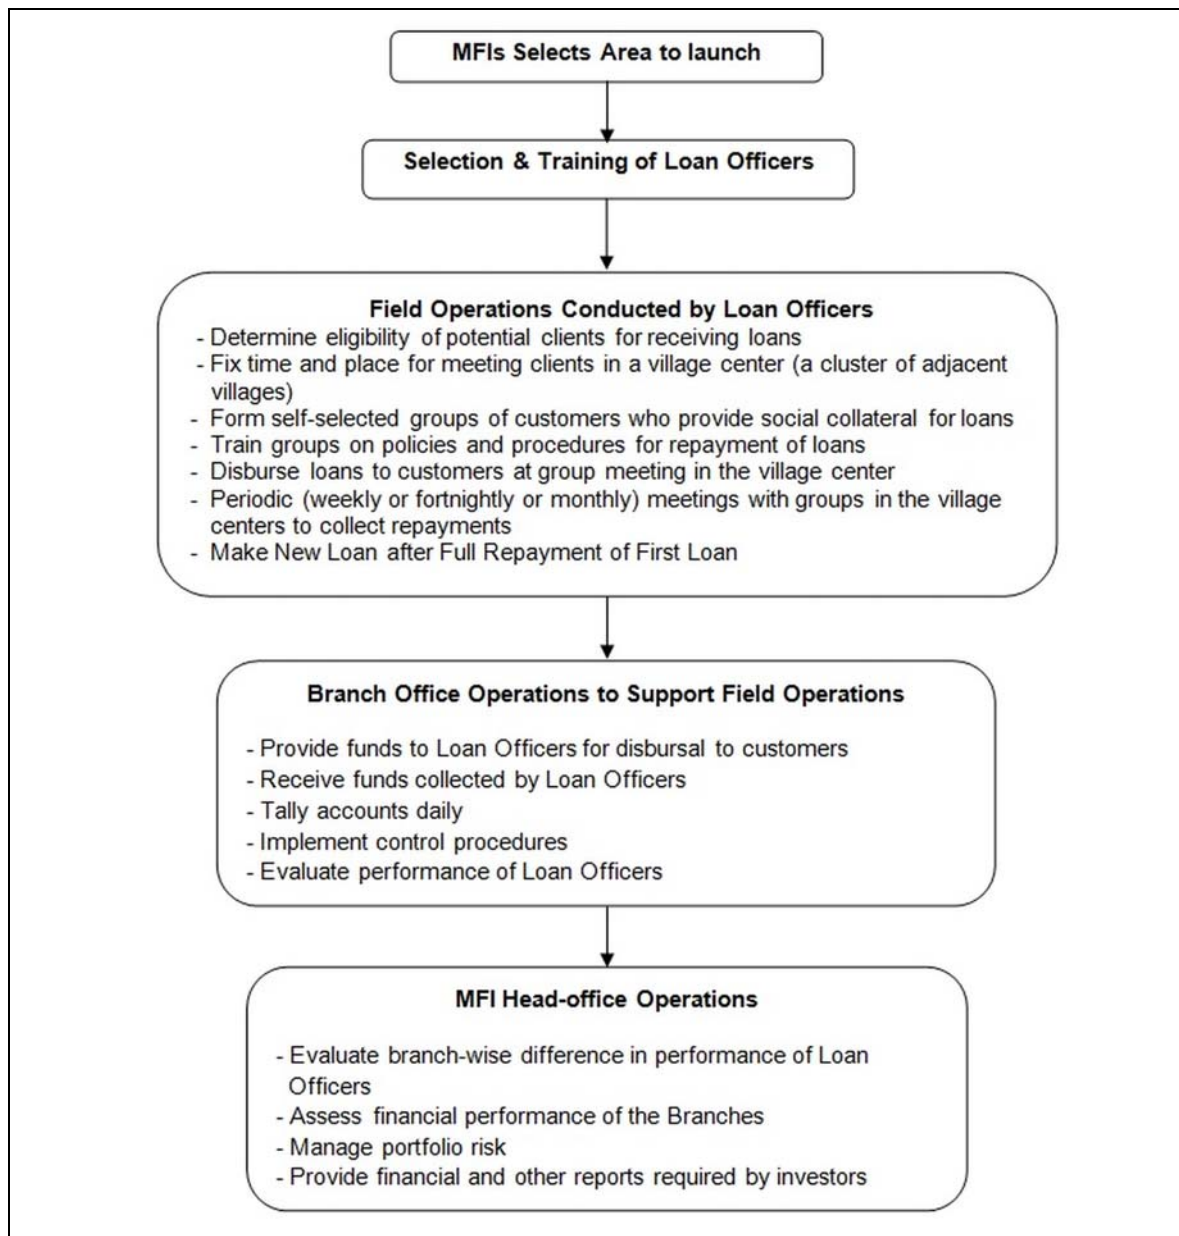 MFIs Selects Area to launch
Selection & Training of Loan Officers
Field Operations Conducted by Loan Officers
- Determine eligibility of potential clients for receiving loans
- Fix time and place for meeting clients in a village center (a cluster of adjacent
villages)
- Form self-selected groups of customers who provide social collateral for loans
- Train groups on policies and procedures for repayment of loans
- Disburse loans to customers at group meeting in the village center
- Periodic (weekly or fortnightly or monthly) meetings with groups in the village
centers to collect repayments
- Make New Loan after Full Repayment of First Loan
Branch Office Operations to Support Field Operations
- Provide funds to Loan Officers for disbursal to customers
- Receive funds collected by Loan Officers
- Tally accounts daily
- Implement control procedures
- Evaluate performance of Loan Officers
MFI Head-office Operations
- Evaluate branch-wise difference in performance of Loan
Officers
- Assess financial performance of the Branches
- Manage portfolio risk
- Provide financial and other reports required by investors